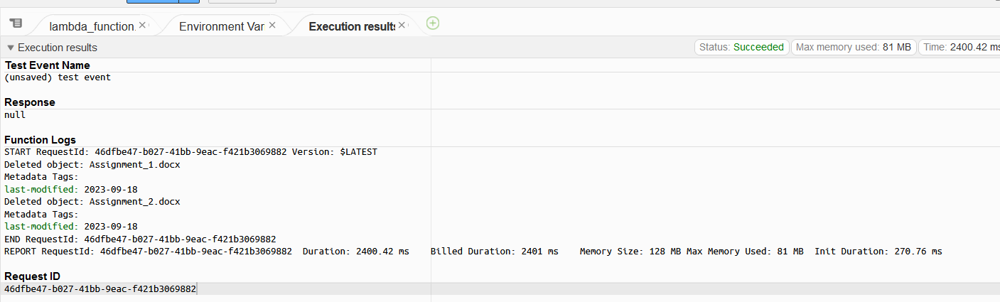 lambda_function.
Environment Var
Execution results
Execution results
Status: Succeeded
Max memory used: 81 MB
Time: 2400.42 ms
Test Event Name
(unsaved) test event
Response
null
Function Logs
START RequestId: 46dfbe47-b027-41bb-9eac-f421b3069882 Version: $LATEST
Deleted object: Assignment_1.docx
Metadata Tags:
last-modified: 2023-09-18
Deleted object: Assignment_2.docx
Metadata Tags:
last-modified: 2023-09-18
END RequestId: 46dfbe47-b027-41bb-9eac-f421b3069882
REPORT RequestId: 46dfbe47-b027-41bb-9eac-f421b3069882 Duration: 2400.42 ms Billed Duration: 2401 ms Memory Size: 128 MB Max Memory Used: 81 MB Init Duration: 270.76 ms
Request ID
46dfbe47-b027-41bb-9eac-f421b3069882